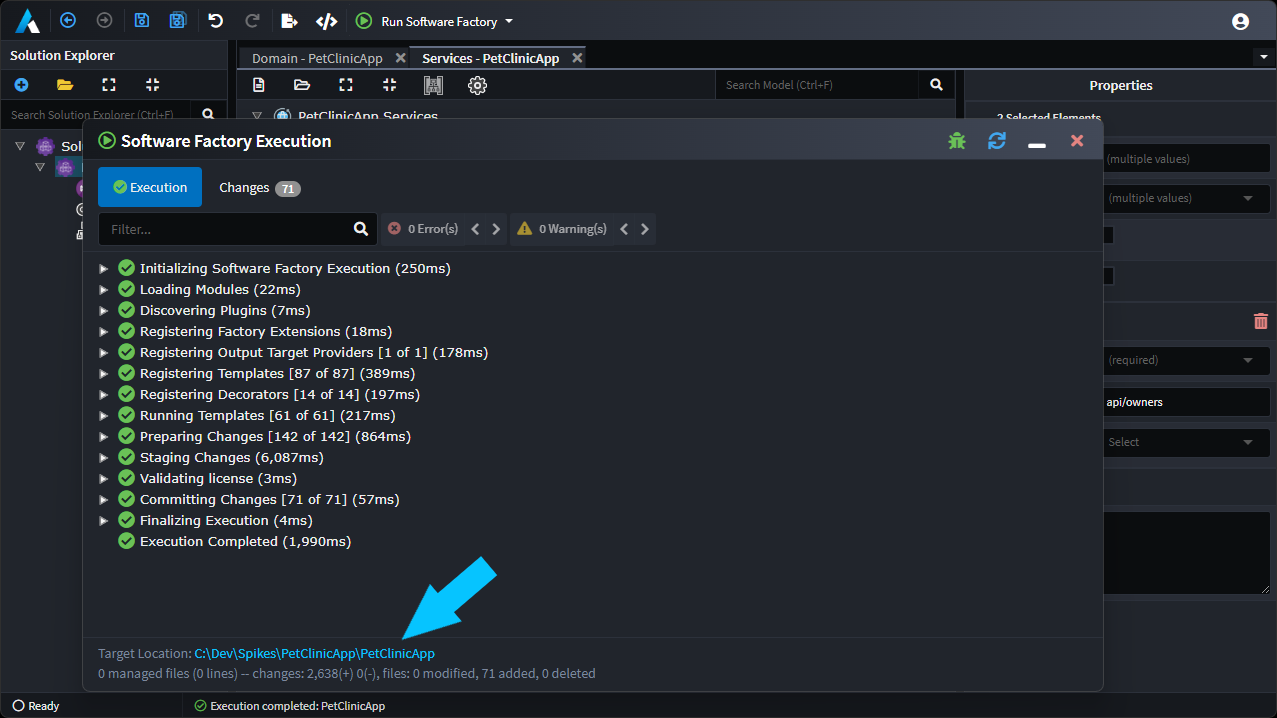 Run Software Factory
Solution Explorer
Domain - PetClinicApp
Services - PetClinicApp
Search Model (Ctrl+F)
Properties
Search Solution Explorer (Ctrl+F)
PetClinicApp Services
2 Selected Elements
Software Factory Execution
(multiple values)
Execution
Changes 71
(multiple values)
Filter...
0 Error(s)
0 Warning(s)
Initializing Software Factory Execution (250ms)
Loading Modules (22ms)
Discovering Plugins (7ms)
Registering Factory Extensions (18ms)
Registering Output Target Providers [1 of 1] (178ms)
Registering Templates [87 of 87] (389ms)
Registering Decorators [14 of 14] (197ms)
Running Templates [61 of 61] (217ms)
Preparing Changes [142 of 142] (864ms)
Staging Changes (6,087ms)
Validating license (3ms)
Committing Changes [71 of 71] (57ms)
Finalizing Execution (4ms)
Execution Completed (1,990ms)
(required)
api/owners
Select
Target Location: C:\Dev\Spikes\PetClinicApp\PetClinicApp
0 managed files (0 lines) -- changes: 2,638(+) 0(-), files: 0 modified, 71 added, 0 deleted
Ready
Execution completed: PetClinicApp